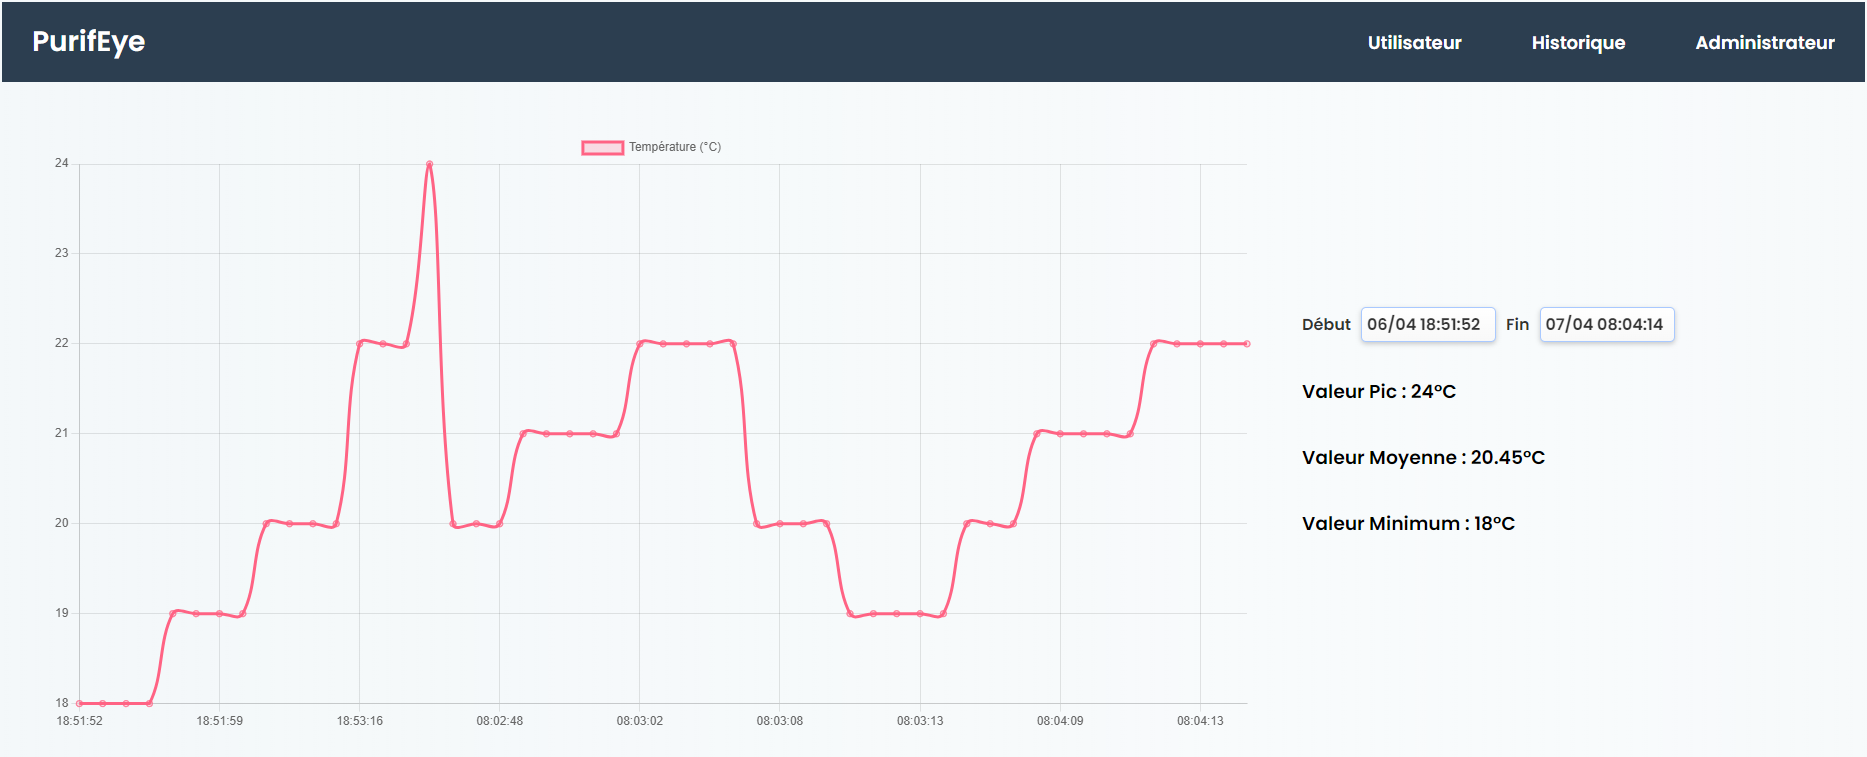 PurifEye
Utilisateur
Historique
Administrateur
Température (°C)
24
23
22
21
20
19
18
18:51:52
18:51:59
18:53:16
08:02:48
08:03:02
08:03:08
08:03:13
08:04:09
08:04:13
Début 06/04 18:51:52 Fin 07/04 08:04:14
Valeur Pic : 24°C
Valeur Moyenne : 20.45°C
Valeur Minimum : 18°C